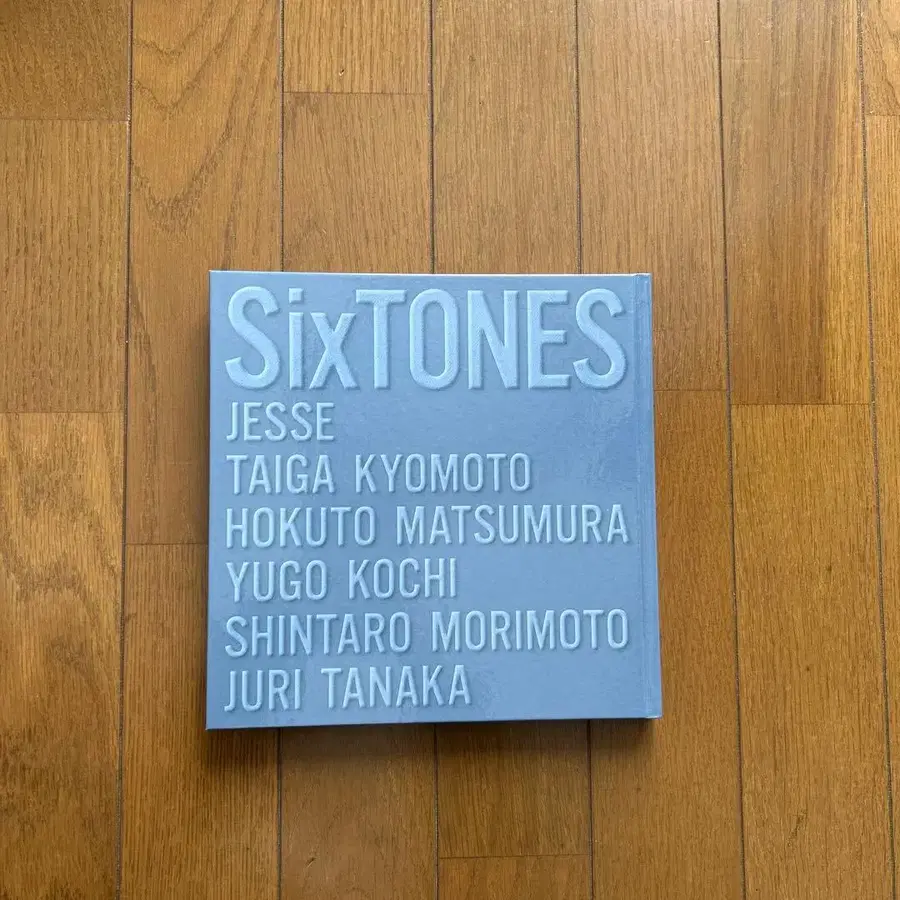 SixTONES
JESSE
TAIGA KYOMOTO
HOKUTO MATSUMURA
YUGO KOCHI
SHINTARO MORIMOTO
JURI TANAKA